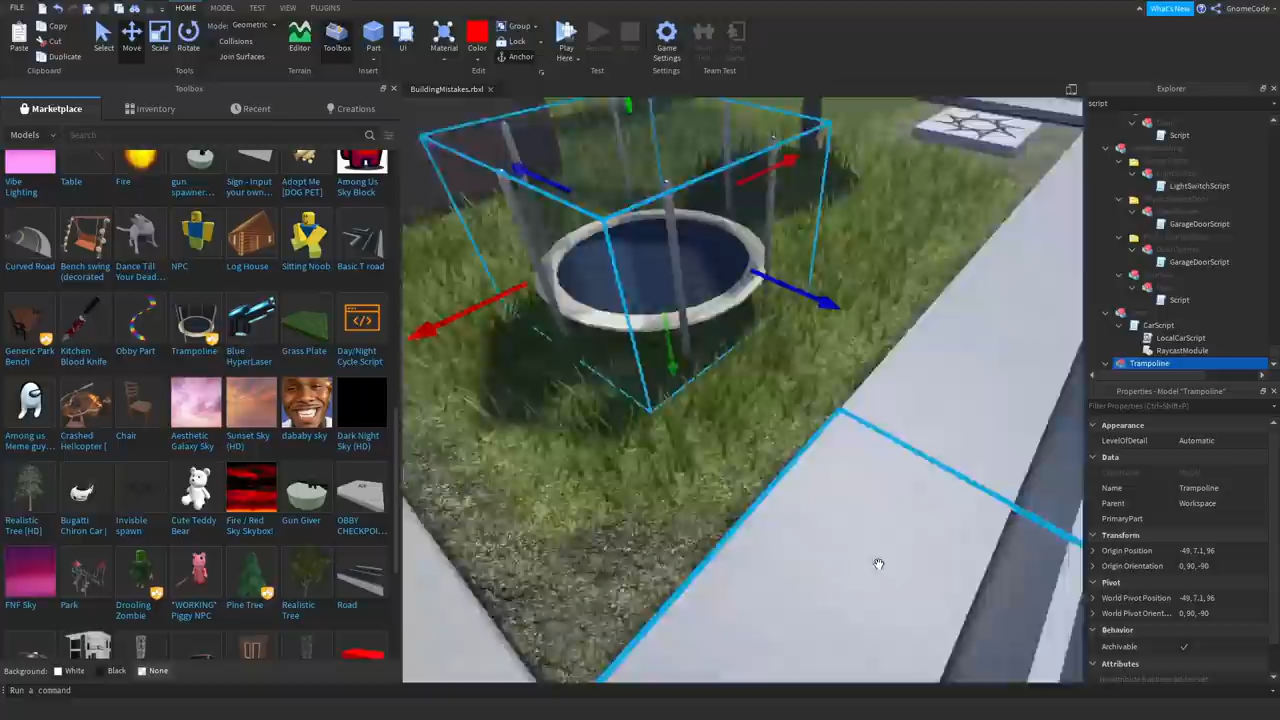 FILE
HOME
MODEL
TEST
VIEW
PLUGINS
What's New
GnomeCode
Paste
Copy
Cut
Duplicate
Clipboard
Select
Move
Scale
Rotate
Mode: Geometric
Collisions
Join Surfaces
Tools
Editor
Terrain
Toolbox
Part
UI
Insert
Material
Color
Group
Lock
Anchor
Edit
Play
Here
Test
Game
Settings
Settings
Team Test
Toolbox
Marketplace
Inventory
Recent
Creations
Models
Search
Vibe
Lighting
Table
Fire
gun
spawner...
Sign - Input
your own...
Adopt Me
[DOG PET]
Among Us
Sky Block
Curved Road
Bench swing
(decorated
Dance Till
Your Dead...
NPC
Log House
Sitting Noob
Basic T road
Generic Park
Bench
Kitchen
Blood Knife
Obby Part
Trampoline
Blue
HyperLaser
Grass Plate
Day/Night
Cycle Script
Among us
Meme guy...
Crashed
Helicopter [
Chair
Aesthetic
Galaxy Sky
Sunset Sky
(HD)
dababy sky
Dark Night
Sky (HD)
Realistic
Tree [HD]
Bugatti
Chiron Car |
Invisble
spawn
Cute Teddy
Bear
Fire / Red
Sky Skybox!
Gun Giver
OBBY
CHECKPOI...
FNF Sky
Park
Drooling
Zombie
*WORKING*
Piggy NPC
Pine Tree
Realistic
Tree
Road
Background:
White
Black
None
Run a command
BuildingMistakes.rbxl
Explorer
script
Script
LightSwitchScript
GarageDoorScript
GarageDoorScript
Script
CarScript
LocalCarScript
RaycastModule
Trampoline
Properties - Model "Trampoline"
Filter Properties (Ctrl+Shift+P)
Appearance
LevelOfDetail Automatic
Data
Name Trampoline
Parent Workspace
PrimaryPart
Transform
Origin Position -49, 7.1, 96
Origin Orientation 0, 90, -90
Pivot
World Pivot Position -49, 7.1, 96
World Pivot Orient... 0, 90, -90
Behavior
Archivable
Attributes